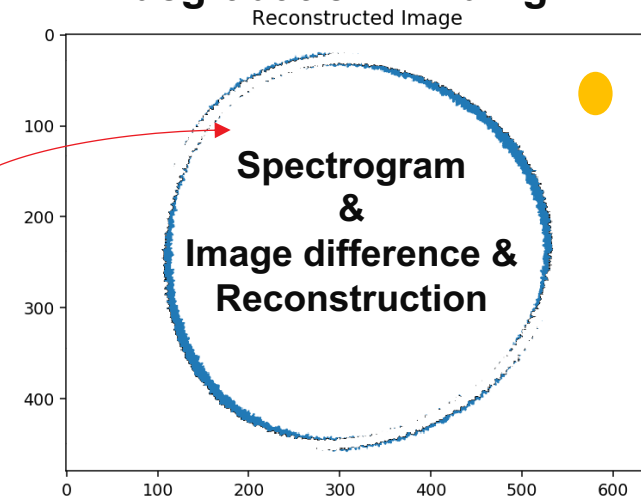 Reconstructed Image
0
100
200
300
400
Spectrogram
&
Image difference &
Reconstruction
0 100 200 300 400 500 600